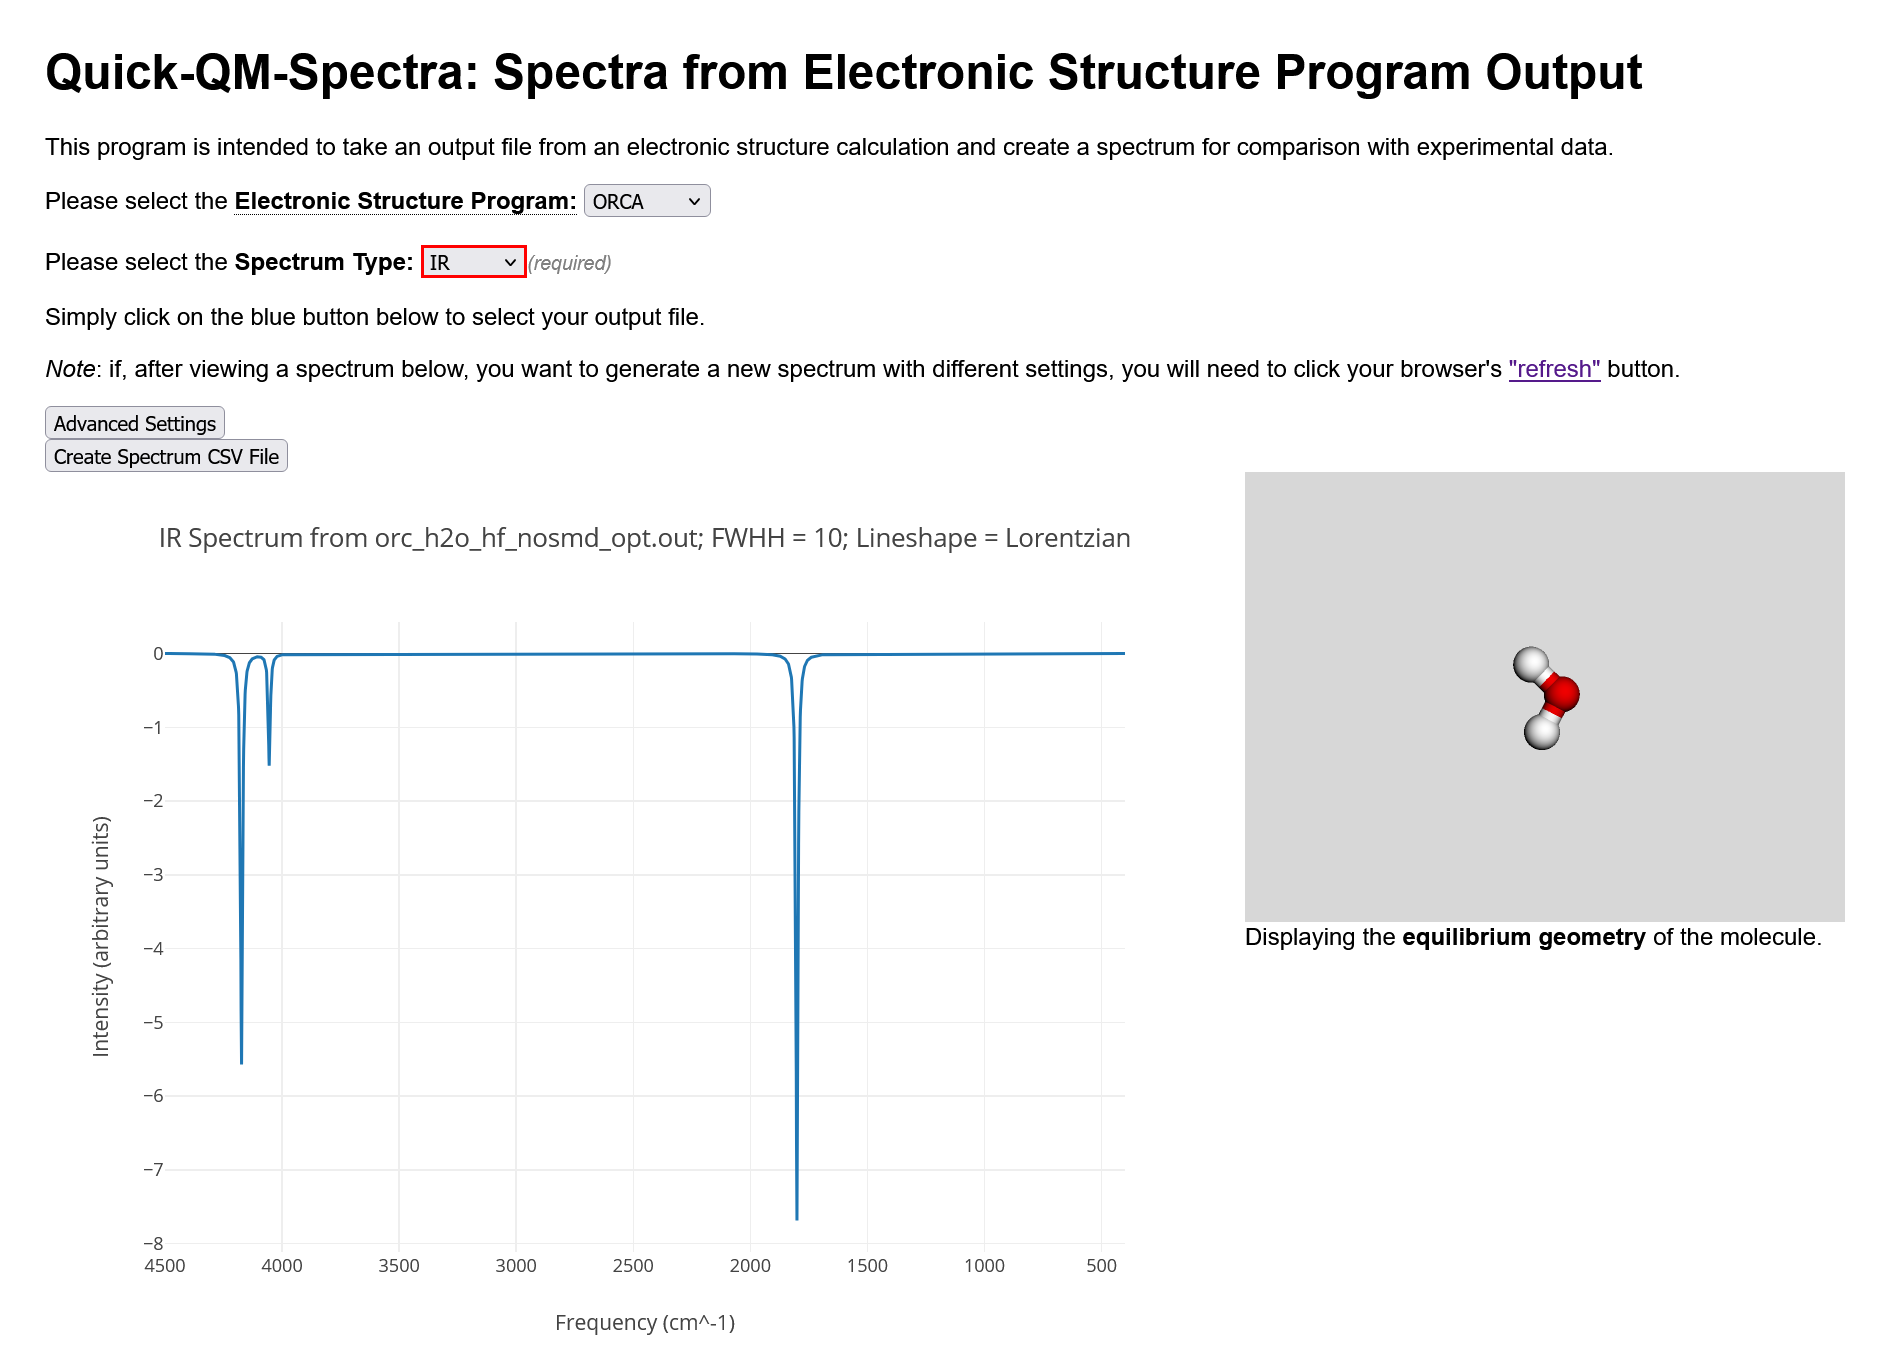 Quick-QM-Spectra: Spectra from Electronic Structure Program Output
This program is intended to take an output file from an electronic structure calculation and create a spectrum for comparison with experimental data.
Please select the Electronic Structure Program: ORCA
Please select the Spectrum Type: IR (required)
Simply click on the blue button below to select your output file.
Note: if, after viewing a spectrum below, you want to generate a new spectrum with different settings, you will need to click your browser's "refresh" button.
Advanced Settings
Create Spectrum CSV File
IR Spectrum from orc_h2o_hf_nosmd_opt.out; FWHH = 10; Lineshape = Lorentzian
0
−1
−2
−3
−4
−5
−6
−7
−8
Intensity (arbitrary units)
4500 4000 3500 3000 2500 2000 1500 1000 500
Frequency (cm^-1)
Displaying the equilibrium geometry of the molecule.